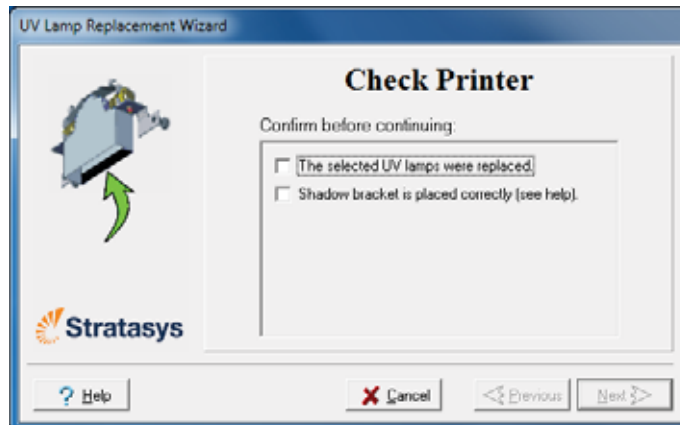 UV Lamp Replacement Wizard
Check Printer
Confirm before continuing:
The selected UV lamps were replaced.
Shadow bracket is placed correctly (see help).
Stratasys
? Help
Cancel
Previous
Next